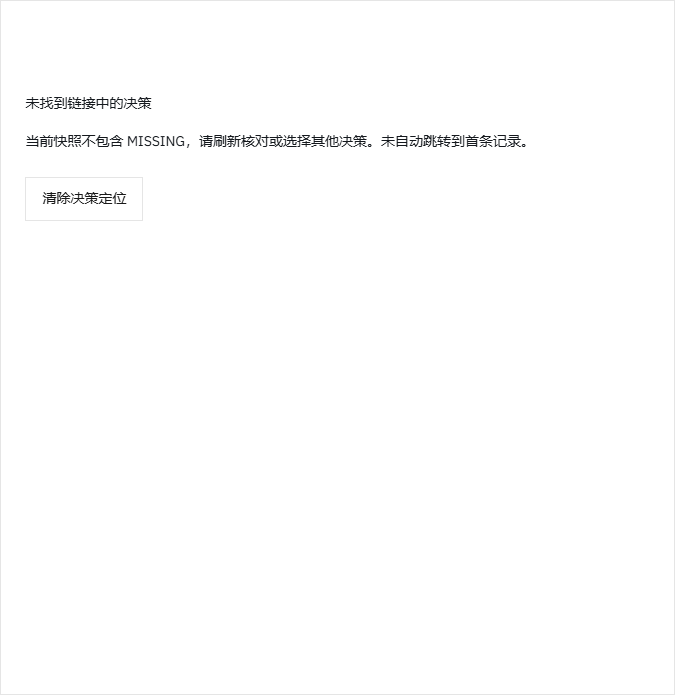 未找到链接中的决策
当前快照不包含 MISSING，请刷新核对或选择其他决策。未自动跳转到首条记录。
清除决策定位